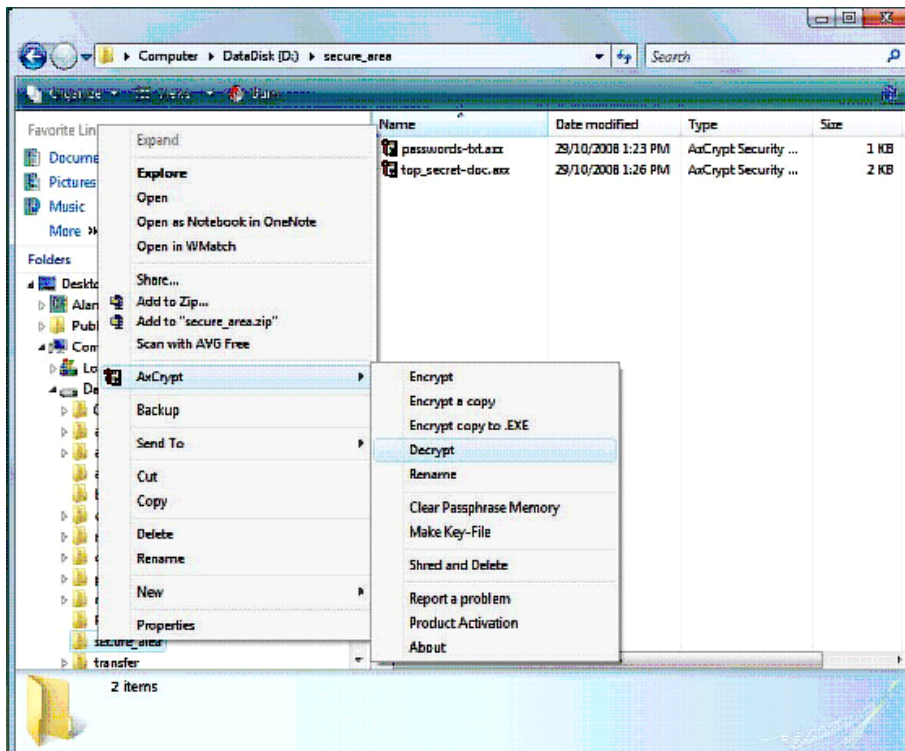 Computer DataDisk (D:) secure_area
Search
Favorite Lin
Docume
Pictures
Music
More
Folders
Deskto
Alan
Publ
Com
Lo
Da
secure_area
transfer
Expand
Explore
Open
Open as Notebook in OneNote
Open in WMatch
Share...
Add to Zip...
Add to "secure_area.zip"
Scan with AVG Free
AxCrypt
Backup
Send To
Cut
Copy
Delete
Rename
New
Properties
Encrypt
Encrypt a copy
Encrypt copy to .EXE
Decrypt
Rename
Clear Passphrase Memory
Make Key-File
Shred and Delete
Report a problem
Product Activation
About
Name Date modified Type Size
passwords-txt.axx 29/10/2008 1:23 PM AxCrypt Security ... 1 KB
top_secret-doc.axx 29/10/2008 1:26 PM AxCrypt Security ... 2 KB
2 items